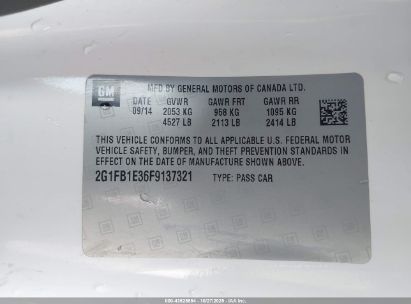 GM
MFD BY GENERAL MOTORS OF CANADA LTD.
DATE GVWR GAWR FRT GAWR RR
09/14 2053 KG 958 KG 1095 KG
4527 LB 2113 LB 2414 LB
THIS VEHICLE CONFORMS TO ALL APPLICABLE U.S. FEDERAL MOTOR
VEHICLE SAFETY, BUMPER, AND THEFT PREVENTION STANDARDS IN
EFFECT ON THE DATE OF MANUFACTURE SHOWN ABOVE.
2G1FB1E36F9137321 TYPE: PASS CAR